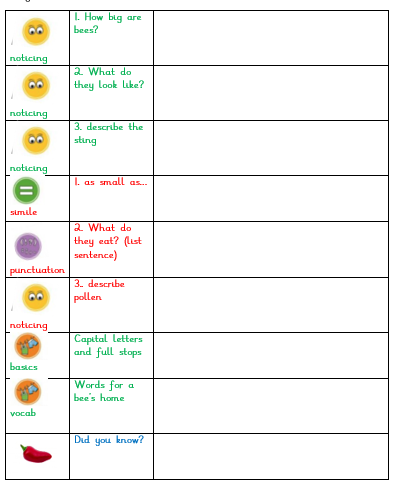 1. How big are
bees?
noticing
2. What do
they look like?
noticing
3. describe the
sting
noticing
1. as small as...
simile
2. What do
they eat? (list
sentence)
punctuation
3. describe
pollen
noticing
Capital letters
and full stops
basics
Words for a
bee's home
vocab
Did you know?